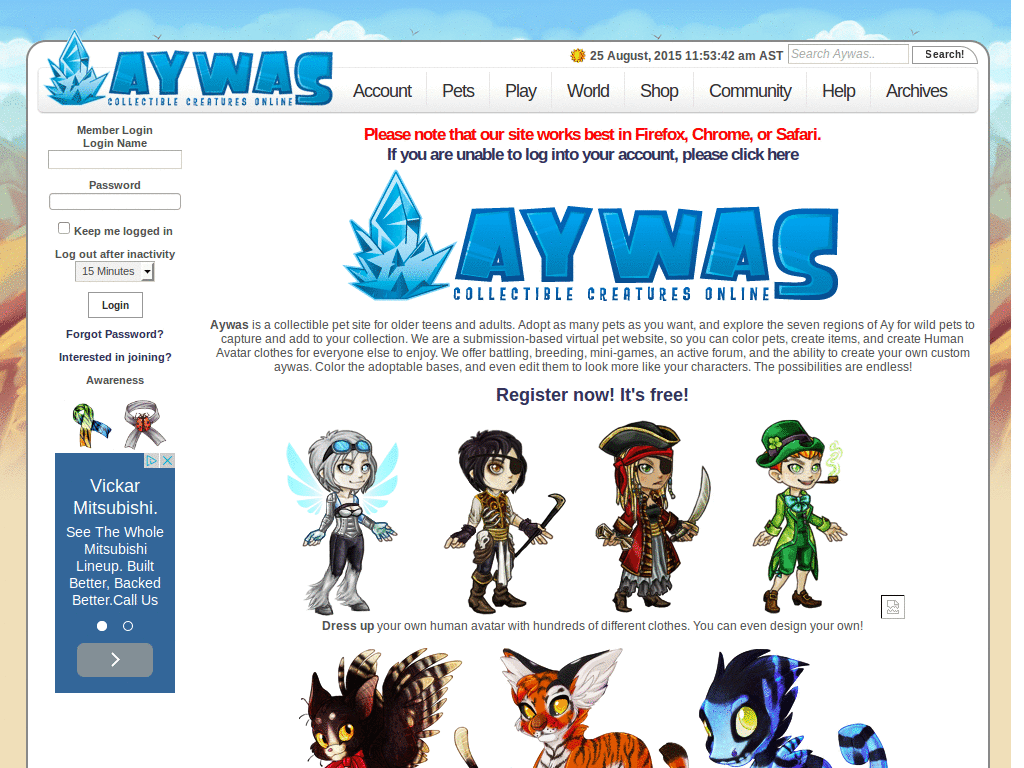 25 August, 2015 11:53:42 am AST
Search Aywas..
Search!
AYWAS
COLLECTIBLE CREATURES ONLINE
Account
Pets
Play
World
Shop
Community
Help
Archives
Member Login
Login Name
Password
Keep me logged in
Log out after inactivity
15 Minutes
Login
Forgot Password?
Interested in joining?
Awareness
Vickar
Mitsubishi.
See The Whole
Mitsubishi
Lineup. Built
Better, Backed
Better.Call Us
Please note that our site works best in Firefox, Chrome, or Safari.
If you are unable to log into your account, please click here
AYWAS
COLLECTIBLE CREATURES ONLINE
Aywas is a collectible pet site for older teens and adults. Adopt as many pets as you want, and explore the seven regions of Ay for wild pets to
capture and add to your collection. We are a submission-based virtual pet website, so you can color pets, create items, and create Human
Avatar clothes for everyone else to enjoy. We offer battling, breeding, mini-games, an active forum, and the ability to create your own custom
aywas. Color the adoptable bases, and even edit them to look more like your characters. The possibilities are endless!
Register now! It's free!
Dress up your own human avatar with hundreds of different clothes. You can even design your own!